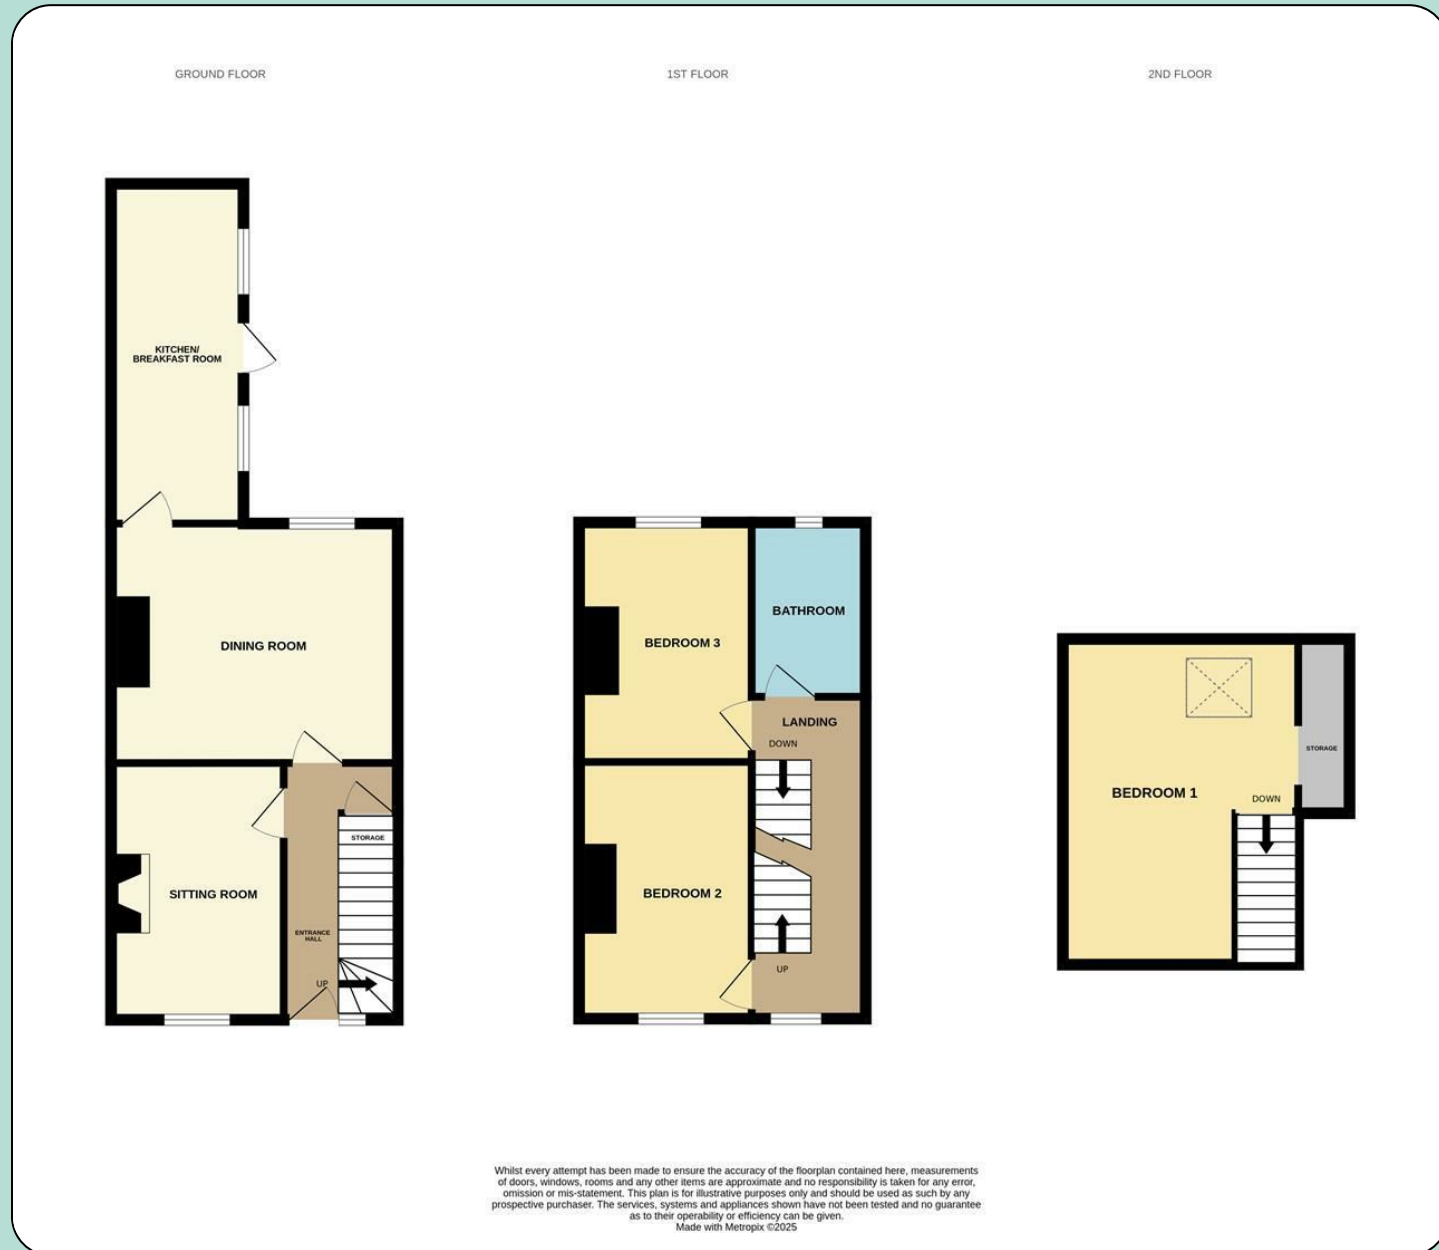 GROUND FLOOR
KITCHEN/
BREAKFAST ROOM
DINING ROOM
STORAGE
SITTING ROOM
ENTRANCE
HALL
UP
1ST FLOOR
BATHROOM
BEDROOM 3
LANDING
DOWN
BEDROOM 2
UP
2ND FLOOR
STORAGE
BEDROOM 1
DOWN
Whilst every attempt has been made to ensure the accuracy of the floorplan contained here, measurements
of doors, windows, rooms and any other items are approximate and no responsibility is taken for any error,
omission or mis-statement. This plan is for illustrative purposes only and should be used as such by any
prospective purchaser. The services, systems and appliances shown have not been tested and no guarantee
as to their operability or efficiency can be given.
Made with Metropix ©2025